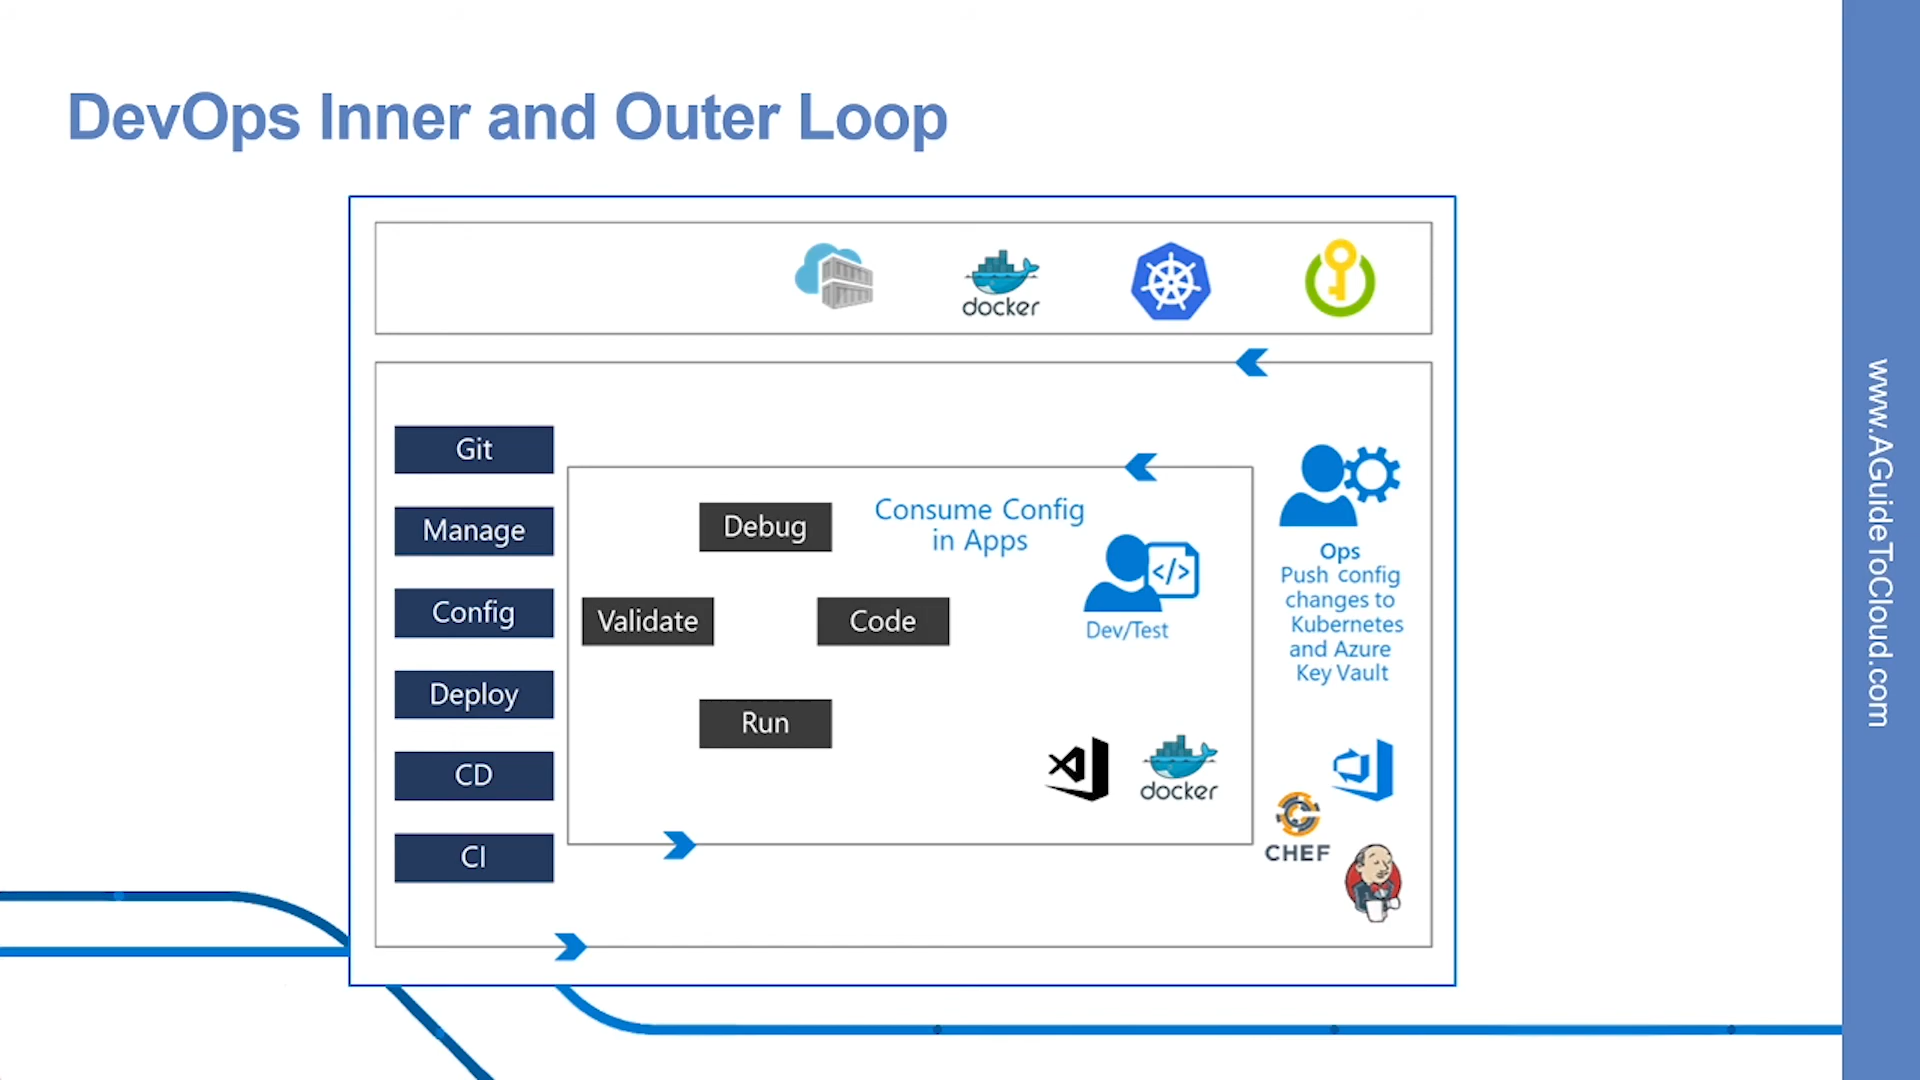 DevOps Inner and Outer Loop
docker
Git
Manage
Config
Deploy
CD
CI
Debug
Validate
Code
Run
Consume Config
in Apps
Dev/Test
docker
Ops
Push config
changes to
Kubernetes
and Azure
Key Vault
CHEF
www.AGuideToCloud.com